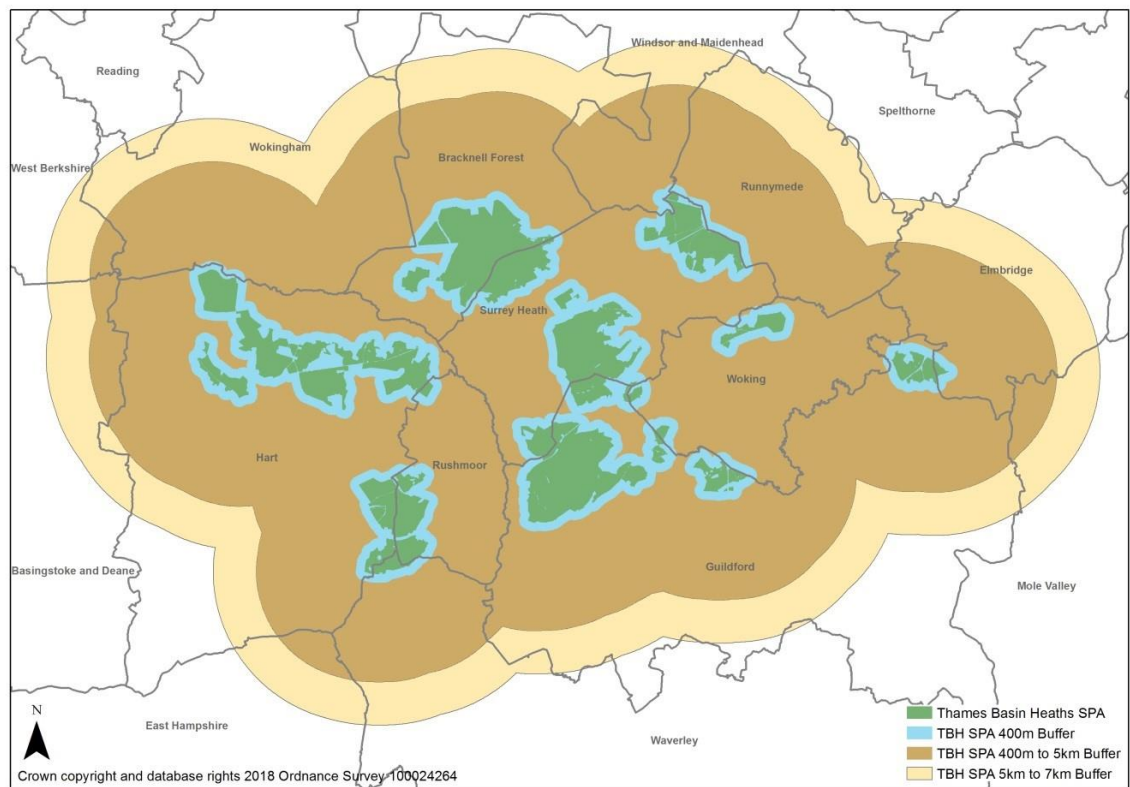 Windsor and Maidenhead
Reading
Spelthorne
Wokingham
Bracknell Forest
West Berkshire
Runnymede
Elmbridge
Surrey Heath
Woking
Hart
Rushmoor
Guildford
Basingstoke and Deane
Mole Valley
East Hampshire
Waverley
N
Thames Basin Heaths SPA
TBH SPA 400m Buffer
TBH SPA 400m to 5km Buffer
TBH SPA 5km to 7km Buffer
Crown copyright and database rights 2018 Ordnance Survey 100024264